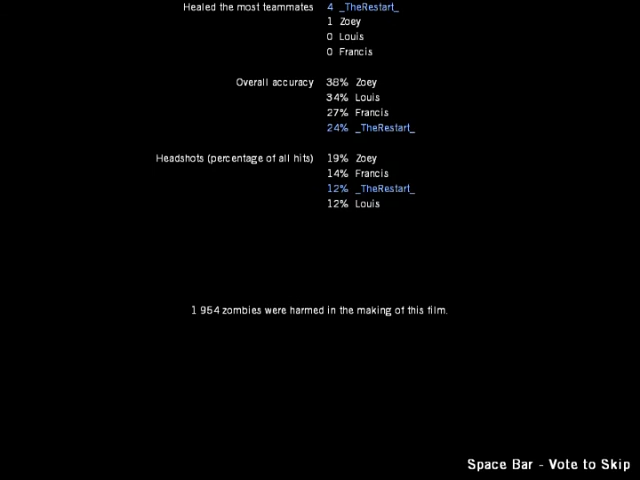 Healed the most teammates 4 _TheRestart_
1 Zoey
0 Louis
0 Francis
Overall accuracy 38% Zoey
34% Louis
27% Francis
24% _TheRestart_
Headshots (percentage of all hits) 19% Zoey
14% Francis
12% _TheRestart_
12% Louis
1 954 zombies were harmed in the making of this film.
Space Bar - Vote to Skip